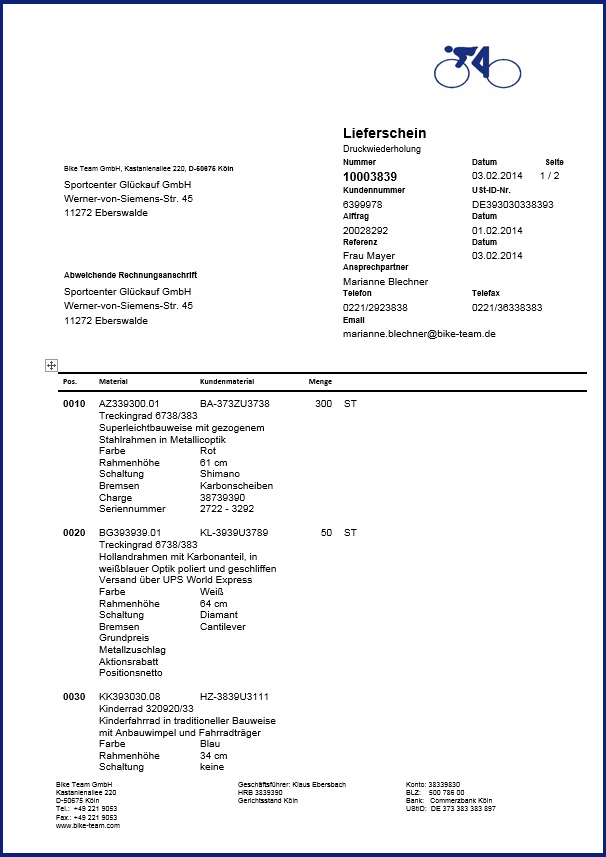 Lieferschein
Druckwiederholung
Nummer Datum Seite
10003839 03.02.2014 1 / 2
Kundennummer USt-ID-Nr.
6399978 DE393030338393
Aiftrag Datum
20028292 01.02.2014
Referenz Datum
Frau Mayer 03.02.2014
Ansprechpartner
Marianne Blechner
Telefon Telefax
0221/2923838 0221/36338383
Email
marianne.blechner@bike-team.de
Bike Team GmbH, Kastanienallee 220, D-50675 Köln
Sportcenter Glückauf GmbH
Werner-von-Siemens-Str. 45
11272 Eberswalde
Abweichende Rechnungsanschrift
Sportcenter Glückauf GmbH
Werner-von-Siemens-Str. 45
11272 Eberswalde
Pos. Material Kundenmaterial Menge
0010 AZ339300.01 BA-373ZU3738 300 ST
Treckingrad 6738/383
Superleichtbauweise mit gezogenem
Stahlrahmen in Metallicoptik
Farbe Rot
Rahmenhöhe 61 cm
Schaltung Shimano
Bremsen Karbonscheiben
Charge 38739390
Seriennummer 2722 - 3292
0020 BG393939.01 KL-3939U3789 50 ST
Treckingrad 6738/383
Hollandrahmen mit Karbonanteil, in
weißblauer Optik poliert und geschliffen
Versand über UPS World Express
Farbe Weiß
Rahmenhöhe 64 cm
Schaltung Diamant
Bremsen Cantilever
Grundpreis
Metallzuschlag
Aktionsrabatt
Positionsnetto
0030 KK393030.08 HZ-3839U3111
Kinderrad 320920/33
Kinderfahrrad in traditioneller Bauweise
mit Anbauwimpel und Fahrradträger
Farbe Blau
Rahmenhöhe 34 cm
Schaltung keine
Bike Team GmbH
Kastanienallee 220
D-50675 Köln
Tel.: +49 221 9053
Fax.: +49 221 9053
www.bike-team.com
Geschäftsführer: Klaus Ebersbach
HRB 3839390
Gerichtsstand Köln
Konto: 38339830
BLZ: 500 786 00
Bank: Commerzbank Köln
UStID: DE 373 383 383 897